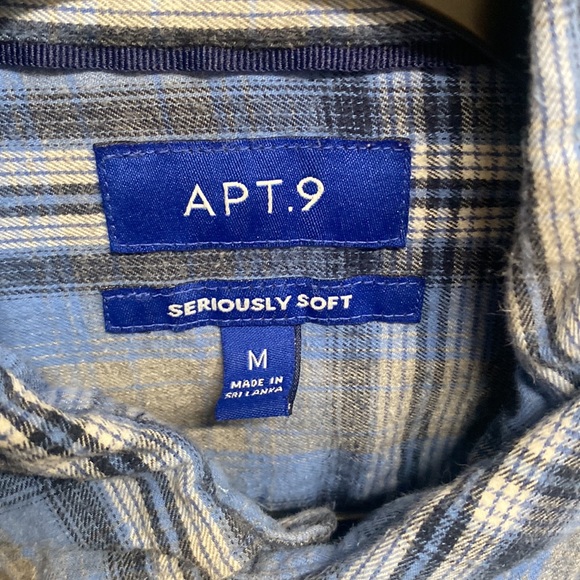 APT.9
SERIOUSLY SOFT
M
MADE IN
SRI LANKA